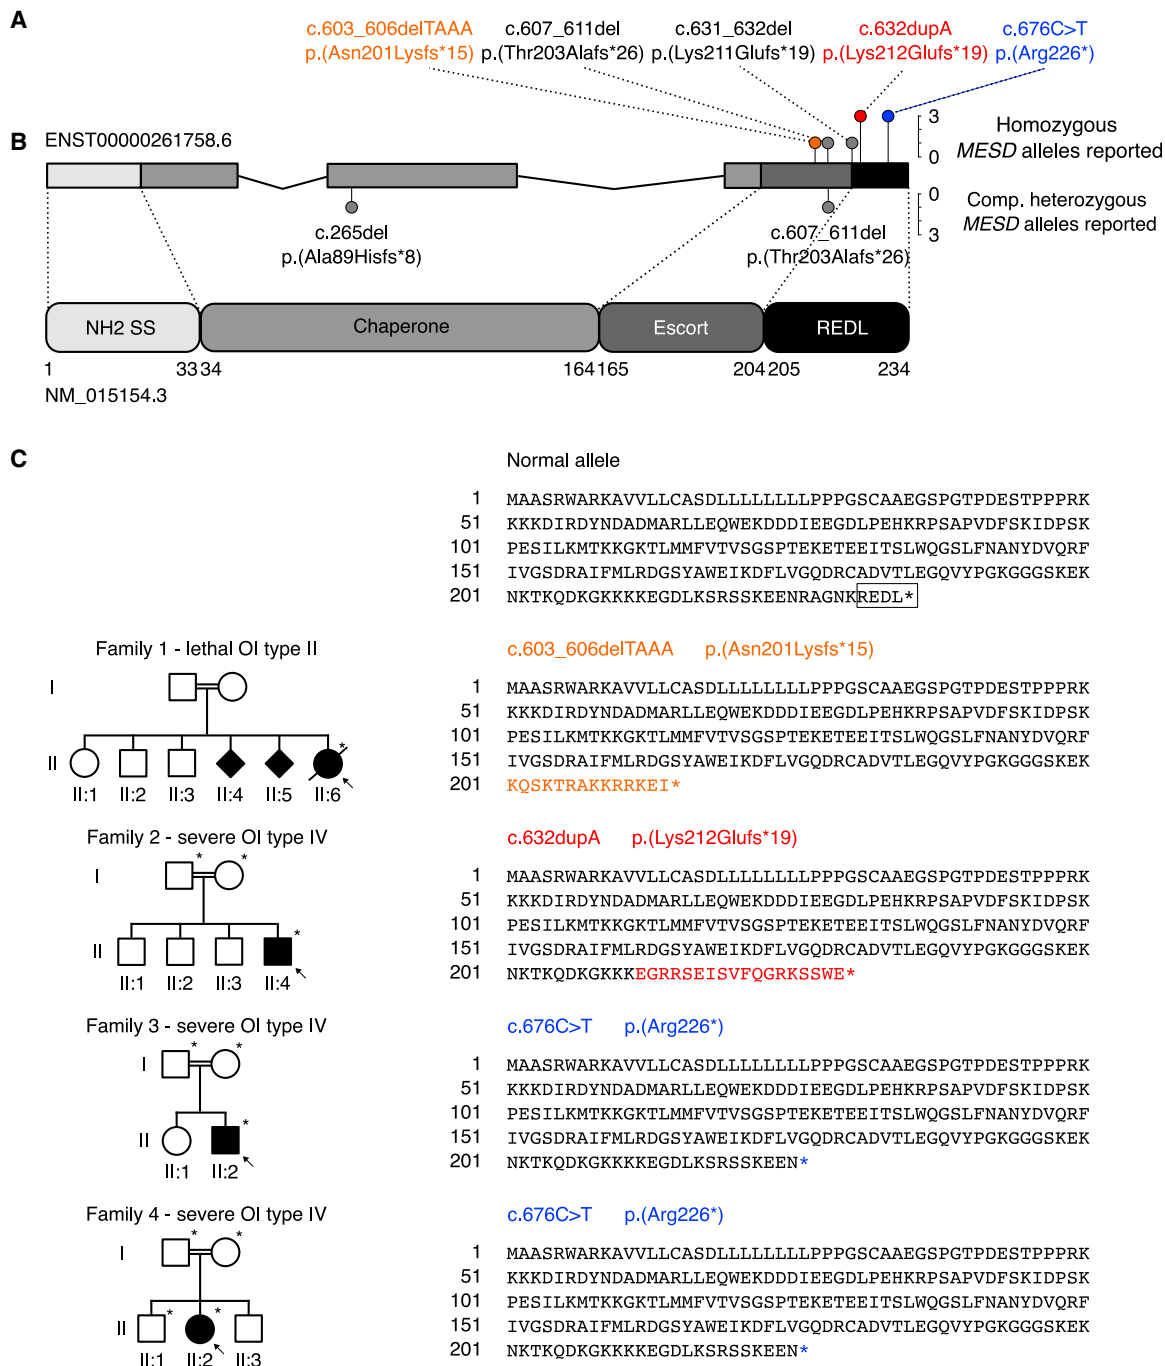 A
c.603_606delTAAA c.607_611del c.631_632del c.632dupA c.676C>T
p.(Asn201Lysfs*15) p.(Thr203Alafs*26) p.(Lys211Glufs*19) p.(Lys212Glufs*19) p.(Arg226*)
B
ENST00000261758.6
3
0
Homozygous
MESD alleles reported
0
3
Comp. heterozygous
MESD alleles reported
c.265del
p.(Ala89Hisfs*8)
c.607_611del
p.(Thr203Alafs*26)
NH2 SS Chaperone Escort REDL
1 33 34 164 165 204 205 234
NM_015154.3
C
Normal allele
1 MAASRWARKAVVLLCASDLLLLLLLLPPPGSCAAEGSPGTPDESTPPPRK
51 KKKDIRDYNDADMARLLEQWEKDDDIEEGDLPEHKRPSAPVDFSKIDPSK
101 PESILKMTKKGKTLMMFVTVSGSPTEKETEEITSLWQGSLFNANYDVQRF
151 IVGSDRAIFMLRDGSYAWEIKDFLVGQDRCADVTLEGQVYPGKGGGSKEK
201 NKTKQDKGKKKKEGDLKSRSSKEENRAGNKREDL*
Family 1 - lethal OI type II
I
II
II:1 II:2 II:3 II:4 II:5 II:6
*
c.603_606delTAAA p.(Asn201Lysfs*15)
1 MAASRWARKAVVLLCASDLLLLLLLLPPPGSCAAEGSPGTPDESTPPPRK
51 KKKDIRDYNDADMARLLEQWEKDDDIEEGDLPEHKRPSAPVDFSKIDPSK
101 PESILKMTKKGKTLMMFVTVSGSPTEKETEEITSLWQGSLFNANYDVQRF
151 IVGSDRAIFMLRDGSYAWEIKDFLVGQDRCADVTLEGQVYPGKGGGSKEK
201 KQSKTRAKKRRKEI*
Family 2 - severe OI type IV
I
* *
II
*
II:1 II:2 II:3 II:4
c.632dupA p.(Lys212Glufs*19)
1 MAASRWARKAVVLLCASDLLLLLLLLPPPGSCAAEGSPGTPDESTPPPRK
51 KKKDIRDYNDADMARLLEQWEKDDDIEEGDLPEHKRPSAPVDFSKIDPSK
101 PESILKMTKKGKTLMMFVTVSGSPTEKETEEITSLWQGSLFNANYDVQRF
151 IVGSDRAIFMLRDGSYAWEIKDFLVGQDRCADVTLEGQVYPGKGGGSKEK
201 NKTKQDKGKKKEGRRSEISVFQGRKSSWE*
Family 3 - severe OI type IV
I
* *
II
*
II:1 II:2
c.676C>T p.(Arg226*)
1 MAASRWARKAVVLLCASDLLLLLLLLPPPGSCAAEGSPGTPDESTPPPRK
51 KKKDIRDYNDADMARLLEQWEKDDDIEEGDLPEHKRPSAPVDFSKIDPSK
101 PESILKMTKKGKTLMMFVTVSGSPTEKETEEITSLWQGSLFNANYDVQRF
151 IVGSDRAIFMLRDGSYAWEIKDFLVGQDRCADVTLEGQVYPGKGGGSKEK
201 NKTKQDKGKKKKEGDLKSRSSKEEN*
Family 4 - severe OI type IV
I
* *
II
* *
II:1 II:2 II:3
c.676C>T p.(Arg226*)
1 MAASRWARKAVVLLCASDLLLLLLLLPPPGSCAAEGSPGTPDESTPPPRK
51 KKKDIRDYNDADMARLLEQWEKDDDIEEGDLPEHKRPSAPVDFSKIDPSK
101 PESILKMTKKGKTLMMFVTVSGSPTEKETEEITSLWQGSLFNANYDVQRF
151 IVGSDRAIFMLRDGSYAWEIKDFLVGQDRCADVTLEGQVYPGKGGGSKEK
201 NKTKQDKGKKKKEGDLKSRSSKEEN*